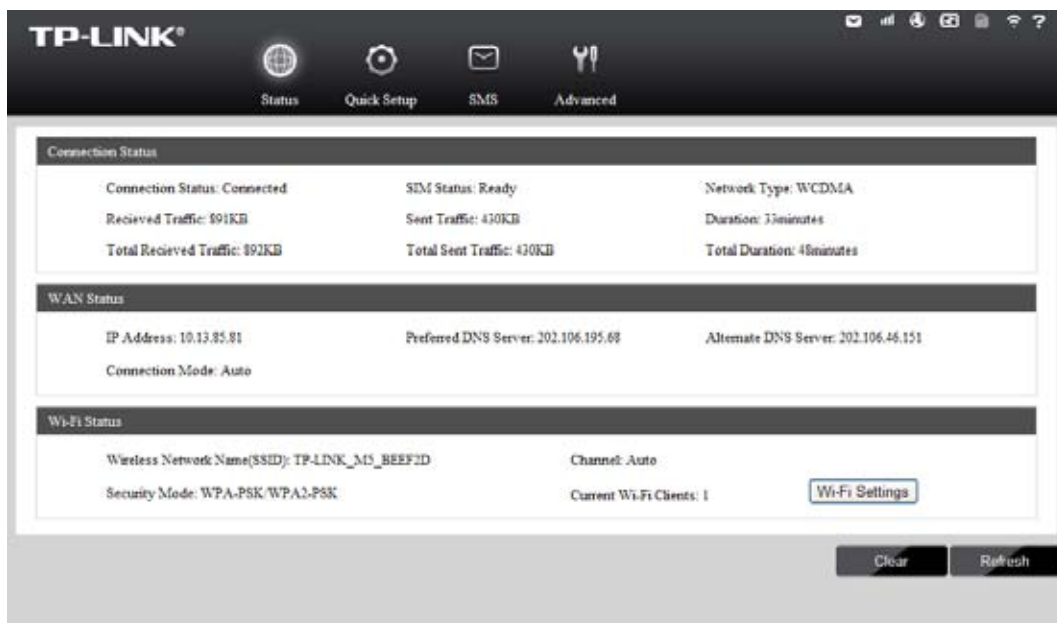 TP-LINK®
?
Status Quick Setup SMS Advanced
Connection Status
Connection Status: Connected SIM Status: Ready Network Type: WCDMA
Recieved Traffic: 891KB Sent Traffic: 430KB Duration: 33minutes
Total Recieved Traffic: 892KB Total Sent Traffic: 430KB Total Duration: 48minutes
WAN Status
IP Address: 10.13.85.81 Preferred DNS Server: 202.106.195.68 Alternate DNS Server: 202.106.46.151
Connection Mode: Auto
Wi-Fi Status
Wireless Network Name(SSID): TP-LINK_M5_BEEF2D Channel: Auto
Security Mode: WPA-PSK/WPA2-PSK Current Wi-Fi Clients: 1 Wi-Fi Settings
Clear Refresh